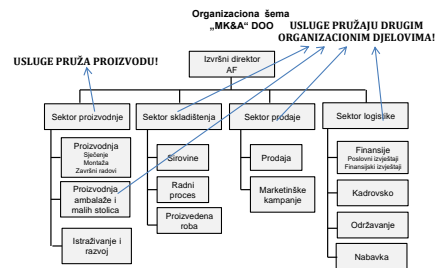 Organizaciona šema
„MK&A“ DOO
USLUGE PRUŽAJU DRUGIM
ORGANIZACIONIM DJELOVIMA!
USLUGE PRUŽA PROIZVODU!
Izvršni direktor
AF
Sektor proizvodnje
Sektor skladištenja
Sektor prodaje
Sektor logistike
Proizvodnja
Sječenje
Montaža
Završni radovi
Proizvodnja
ambalaže i
malih stolica
Istraživanje i
razvoj
Sirovine
Radni
proces
Proizvedena
roba
Prodaja
Marketinške
kampanje
Finansije
Poslovni izvještaji
Finansijski izvještaji
Kadrovsko
Održavanje
Nabavka